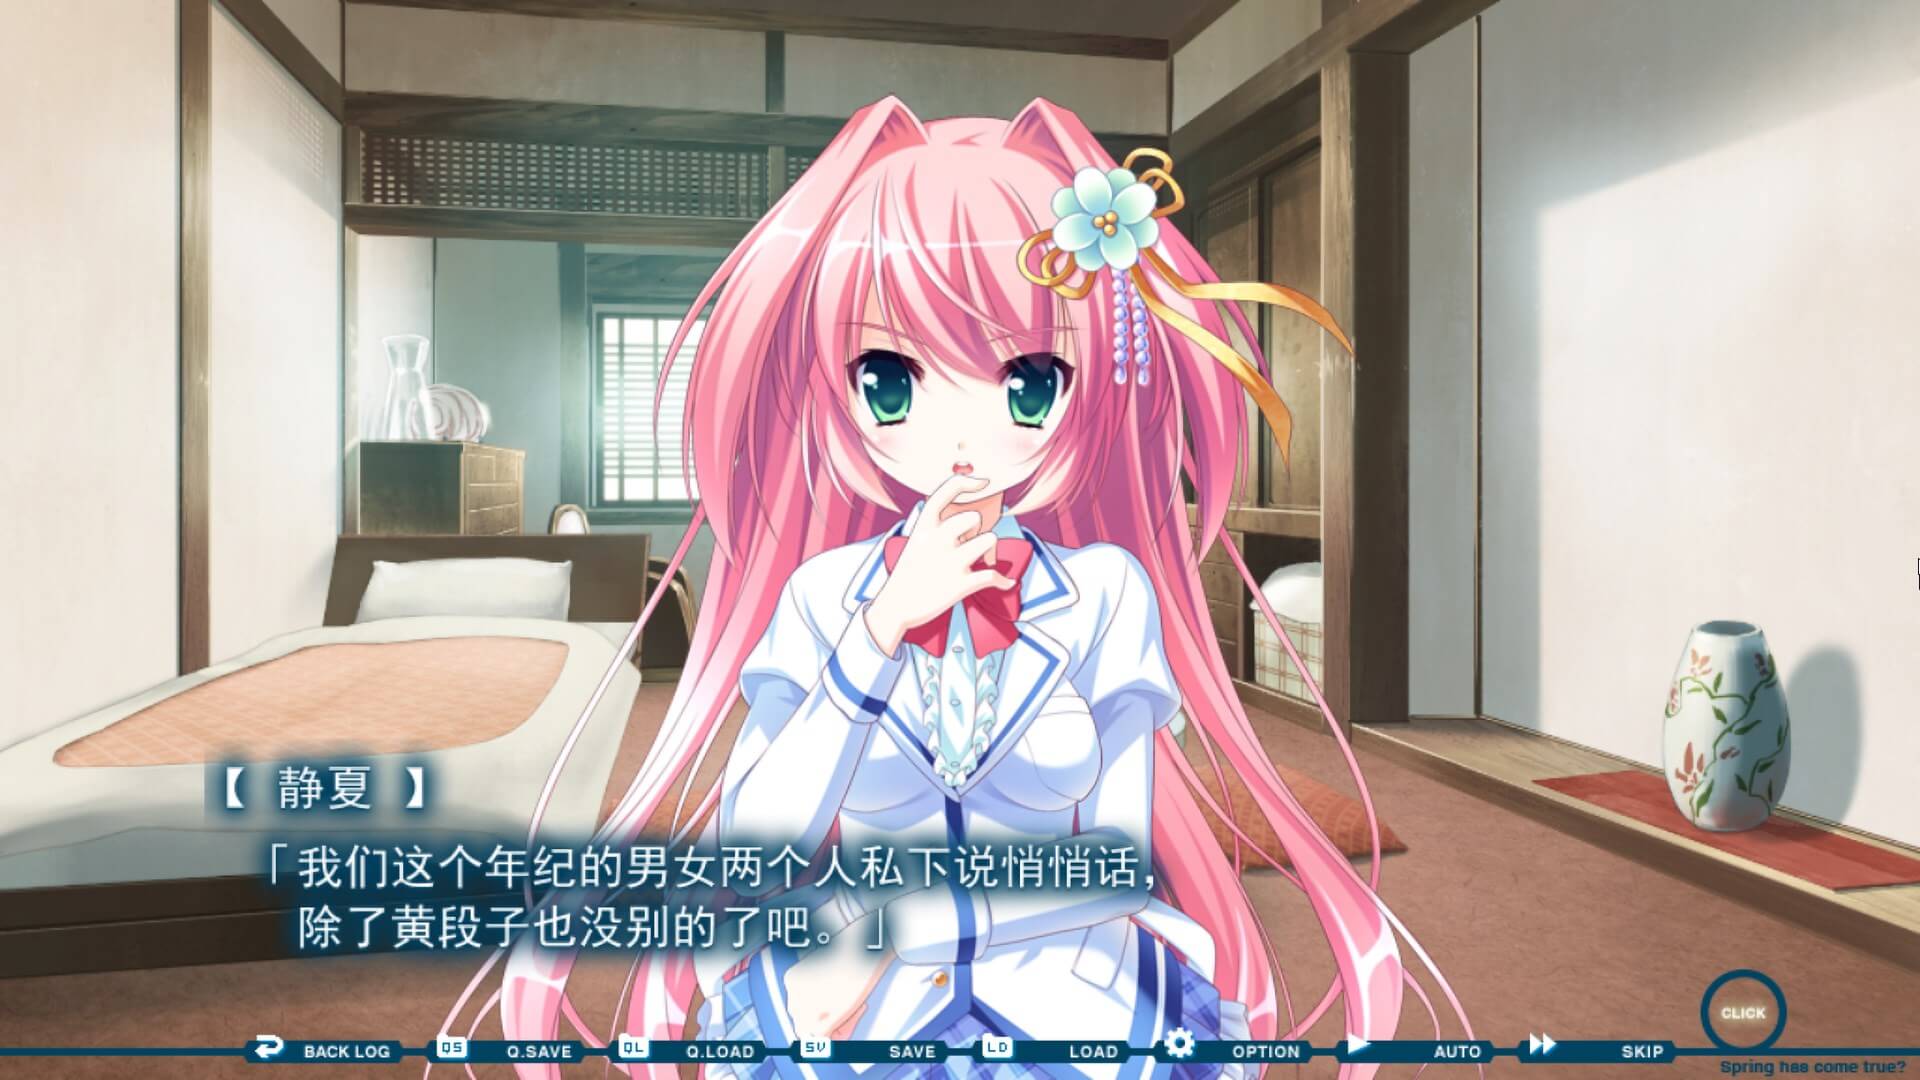 【 静夏 】
「我们这个年纪的男女两个人私下说悄悄话，
除了黄段子也没别的了吧。」
BACK LOG
QS Q.SAVE
QL Q.LOAD
SV SAVE
LD LOAD
OPTION
AUTO
SKIP
CLICK
Spring has come true?